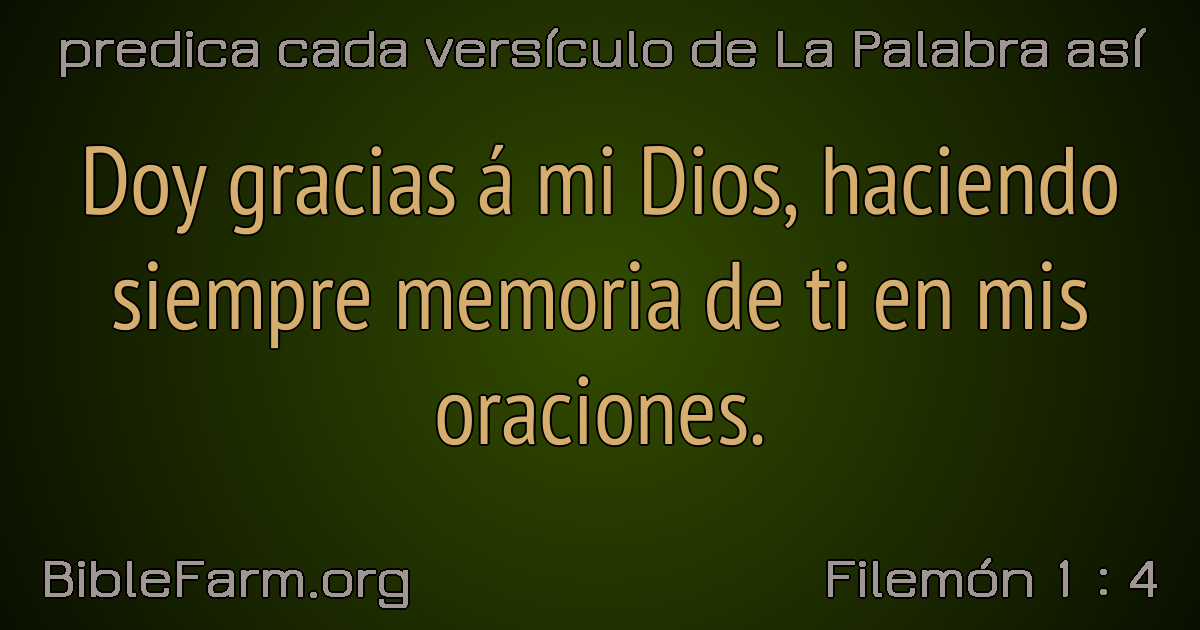 predica cada versículo de La Palabra así
Doy gracias á mi Dios, haciendo
siempre memoria de ti en mis
oraciones.
BibleFarm.org
Filemón 1 : 4